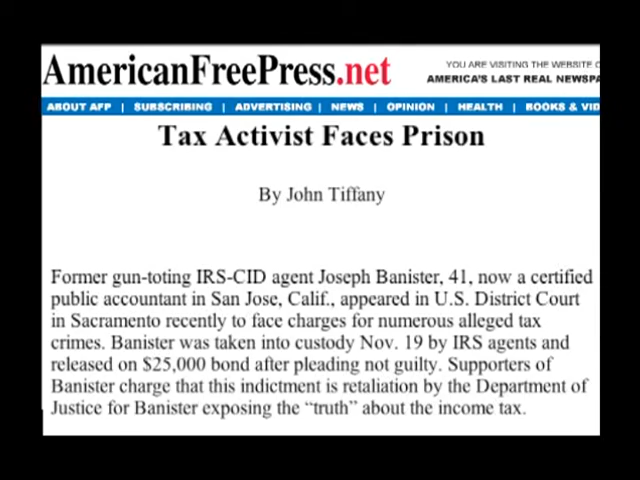 AmericanFreePress.net
YOU ARE VISITING THE WEBSITE
AMERICA'S LAST REAL
ABOUT AFP | SUBSCRIBING | ADVERTISING | NEWS | OPINION | HEALTH | BOOKS &
Tax Activist Faces Prison
By John Tiffany
Former gun-toting IRS-CID agent Joseph Banister, 41, now a certified
public accountant in San Jose, Calif., appeared in U.S. District Court
in Sacramento recently to face charges for numerous alleged tax
crimes. Banister was taken into custody Nov. 19 by IRS agents and
released on $25,000 bond after pleading not guilty. Supporters of
Banister charge that this indictment is retaliation by the Department of
Justice for Banister exposing the “truth” about the income tax.